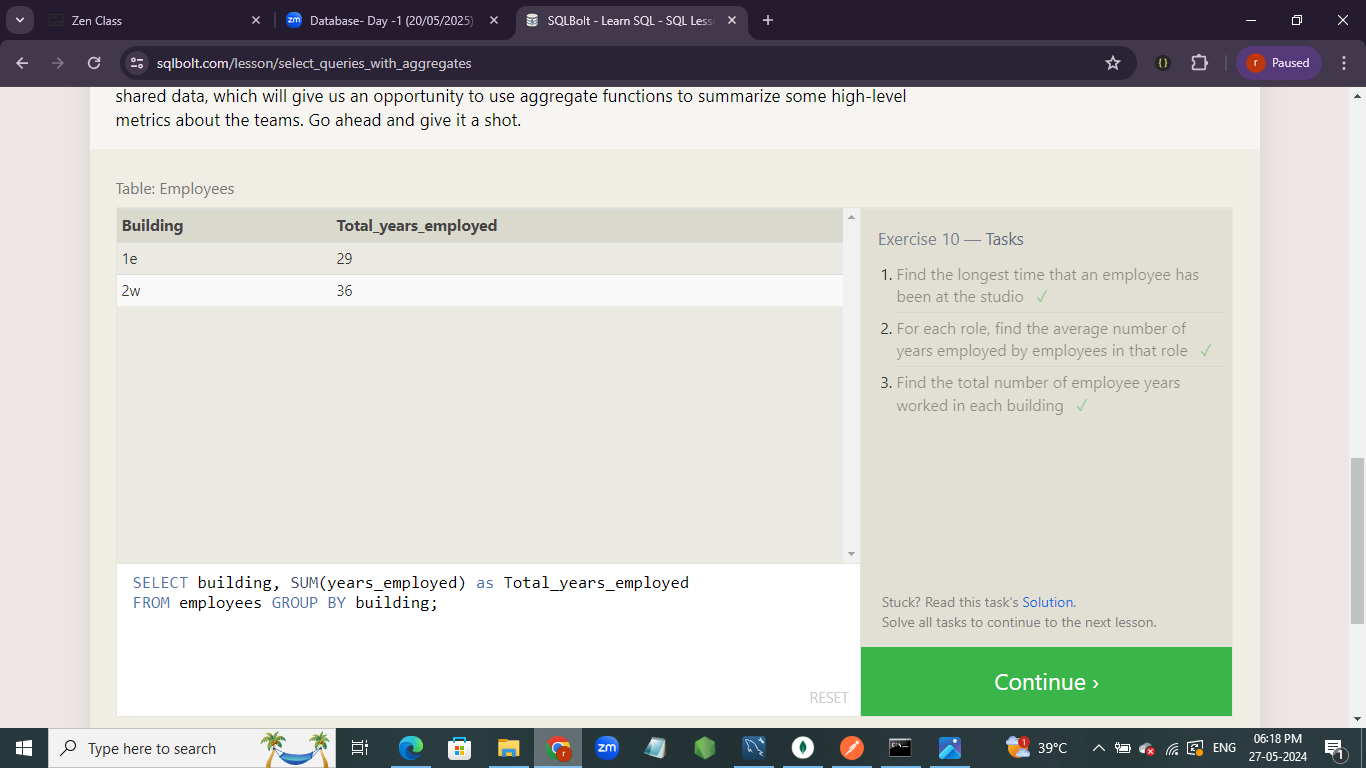 Zen Class
zm Database- Day -1 (20/05/2025)
SQLBolt - Learn SQL - SQL Less
sqlbolt.com/lesson/select_queries_with_aggregates
r Paused
shared data, which will give us an opportunity to use aggregate functions to summarize some high-level
metrics about the teams. Go ahead and give it a shot.
Table: Employees
Building Total_years_employed
1e 29
2w 36
Exercise 10 — Tasks
1. Find the longest time that an employee has
been at the studio ✓
2. For each role, find the average number of
years employed by employees in that role ✓
3. Find the total number of employee years
worked in each building ✓
SELECT building, SUM(years_employed) as Total_years_employed
FROM employees GROUP BY building;
RESET
Stuck? Read this task's Solution.
Solve all tasks to continue to the next lesson.
Continue ›
Type here to search
zm
r
1
39°C
ENG
06:18 PM
27-05-2024
1